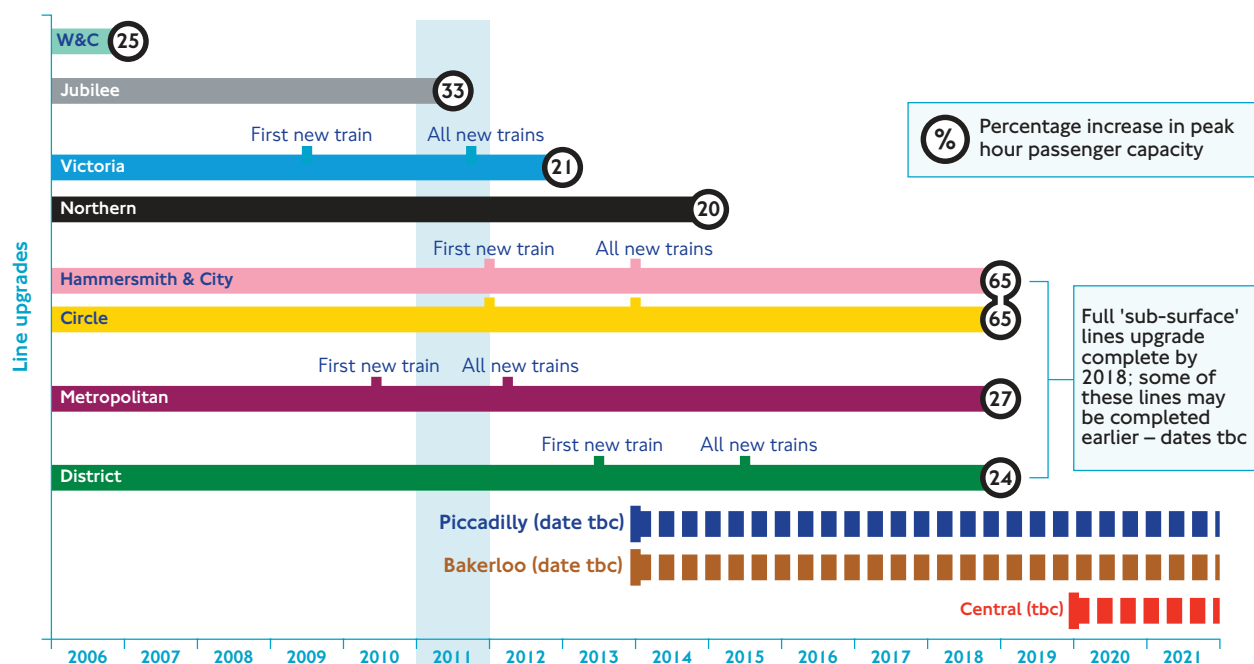 W&C
25
Jubilee
33
First new train
All new trains
%
Percentage increase in peak
hour passenger capacity
Victoria
21
Northern
20
First new train
All new trains
Hammersmith & City
65
Circle
65
Full 'sub-surface'
lines upgrade
complete by
2018; some of
these lines may
be completed
earlier – dates tbc
First new train
All new trains
Metropolitan
27
First new train
All new trains
District
24
Piccadilly (date tbc)
Bakerloo (date tbc)
Central (tbc)
Line upgrades
2006 2007 2008 2009 2010 2011 2012 2013 2014 2015 2016 2017 2018 2019 2020 2021